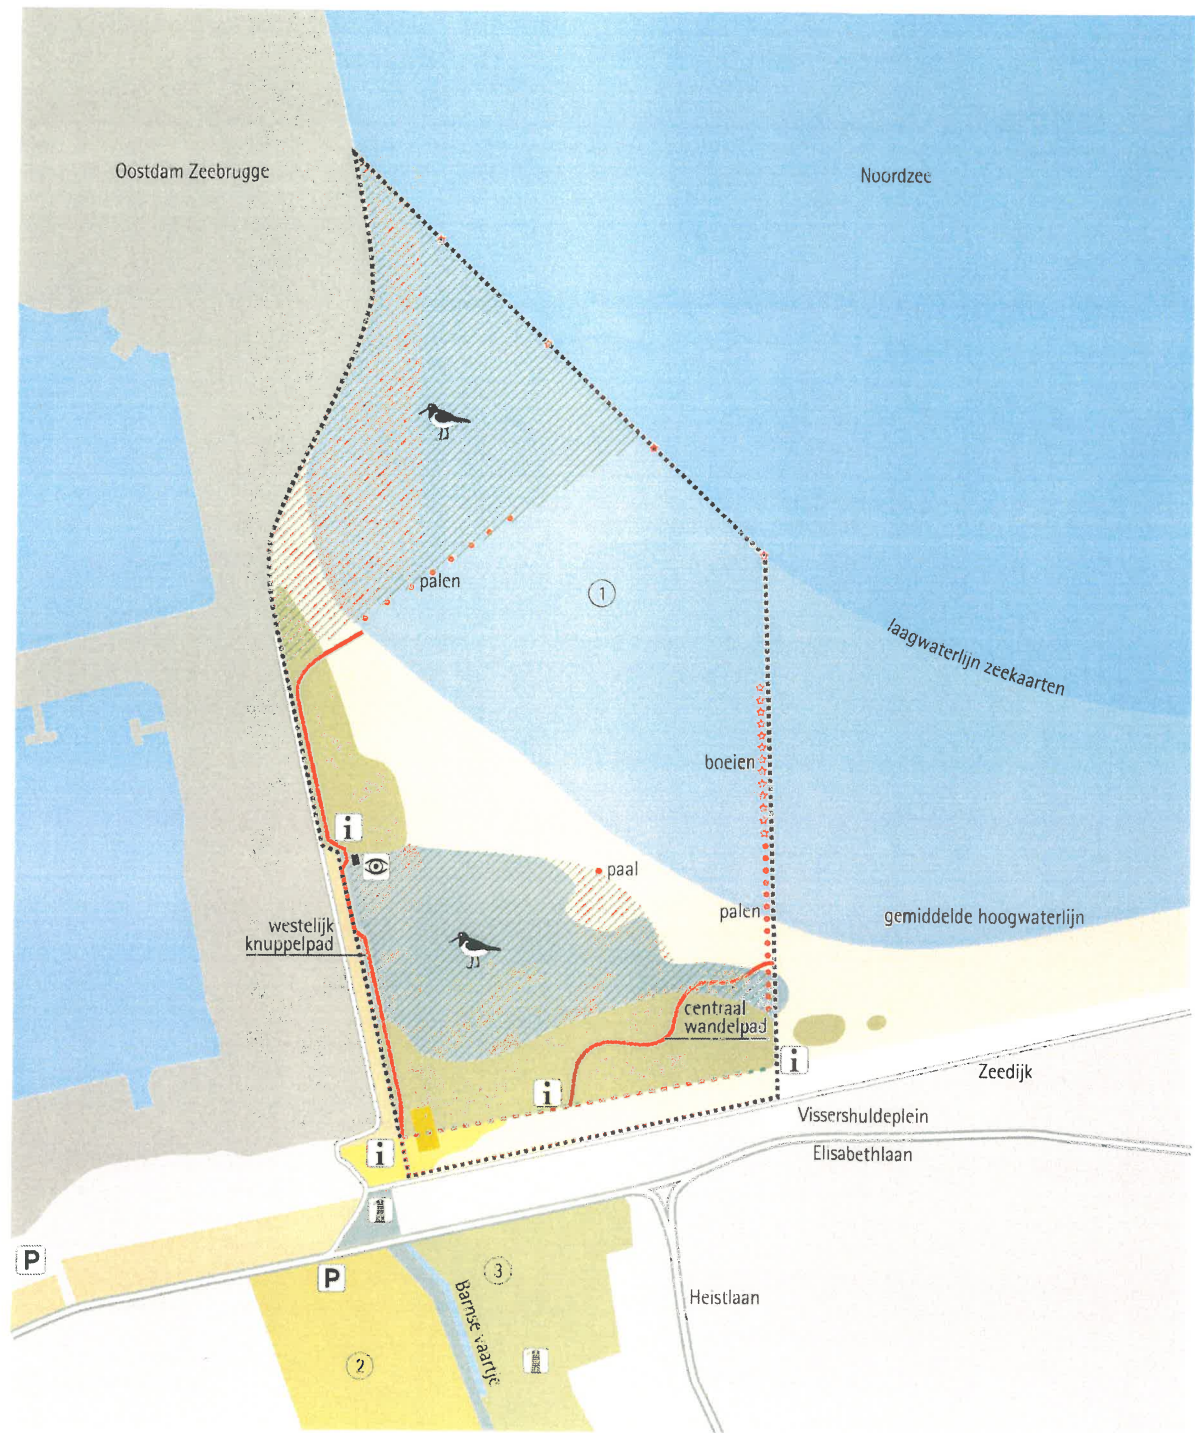 Oostdam Zeebrugge
Noordzee
palen
1
laagwaterlijn zeekaarten
boeien
i
paal
palen
gemiddelde hoogwaterlijn
westelijk
knuppelpad
centraal
wandelpad
i
i
Zeedijk
Vissershuldeplein
Elisabethlaan
i
P
P
3
Barnse vaartje
Heistlaan
2